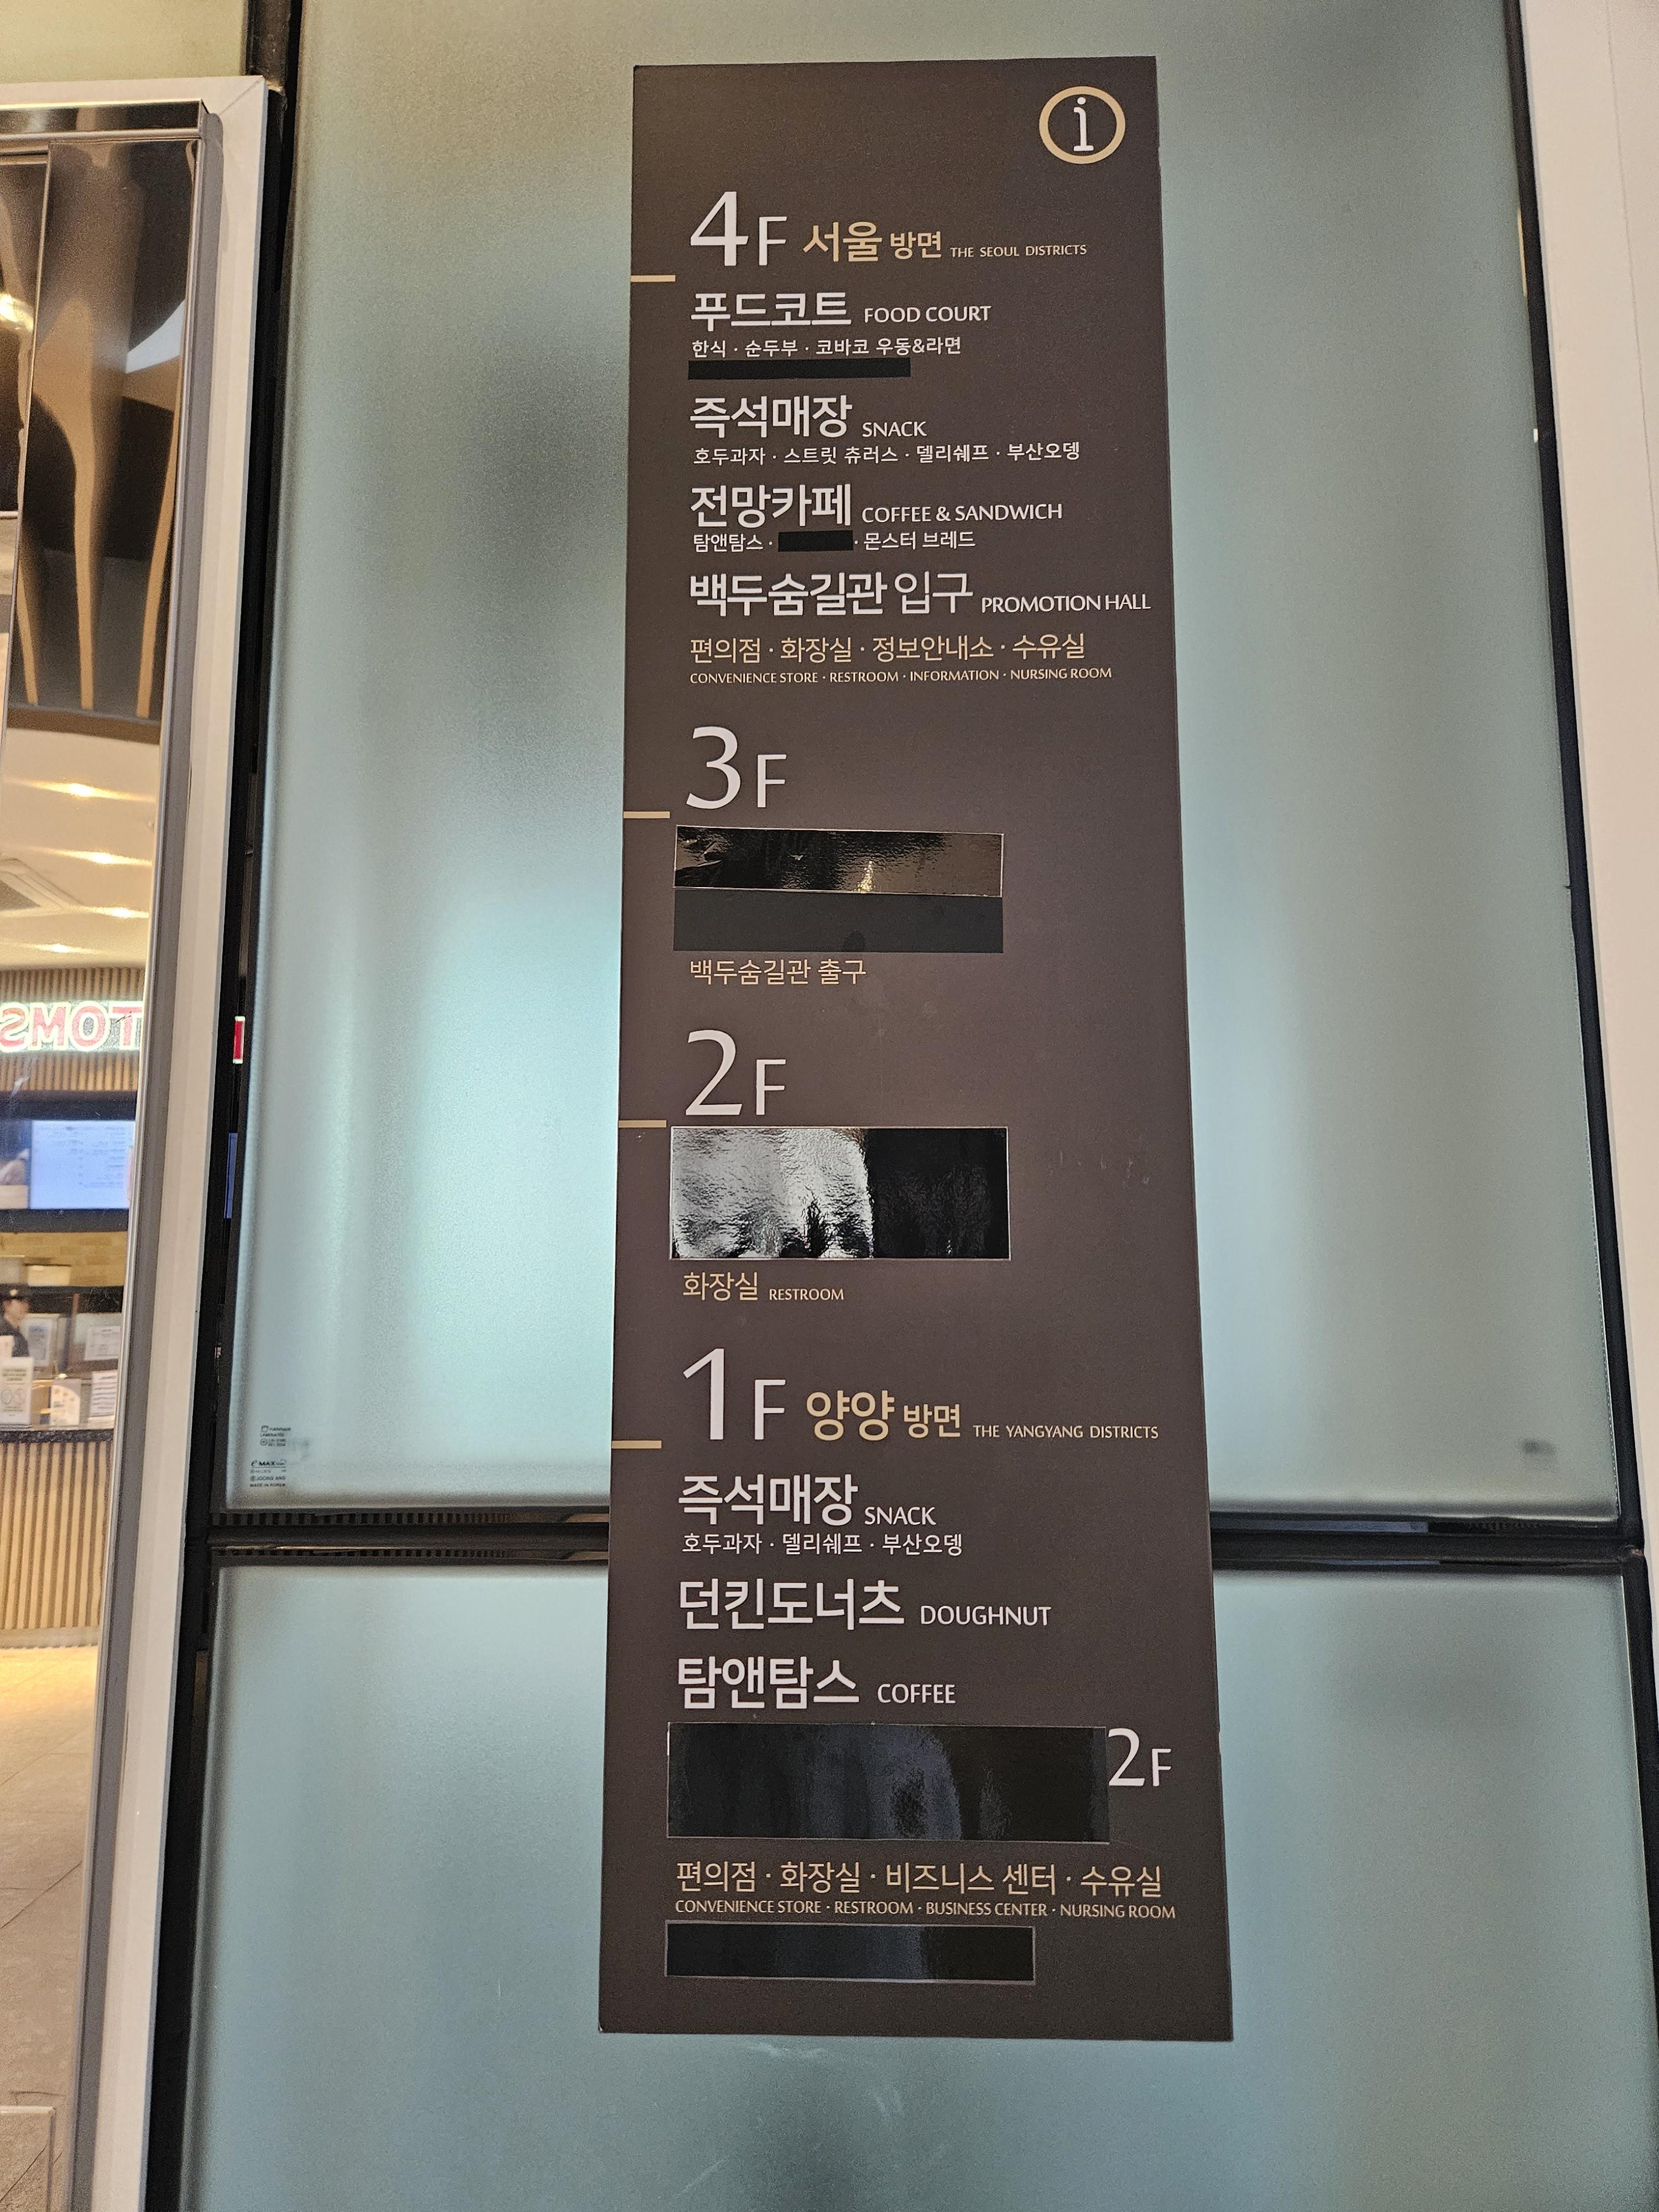 i
4F 서울 방면 THE SEOUL DISTRICTS
푸드코트 FOOD COURT
한식 · 순두부 · 코바코 우동&라면
즉석매장 SNACK
호두과자 · 스트릿 츄러스 · 델리쉐프 · 부산오뎅
전망카페 COFFEE & SANDWICH
탐앤탐스 · · 몬스터 브레드
백두숨길관 입구 PROMOTION HALL
편의점 · 화장실 · 정보안내소 · 수유실
CONVENIENCE STORE · RESTROOM · INFORMATION · NURSING ROOM
3F
백두숨길관 출구
2F
화장실 RESTROOM
1F 양양 방면 THE YANGYANG DISTRICTS
즉석매장 SNACK
호두과자 · 델리쉐프 · 부산오뎅
던킨도너츠 DOUGHNUT
탐앤탐스 COFFEE
2F
편의점 · 화장실 · 비즈니스 센터 · 수유실
CONVENIENCE STORE · RESTROOM · BUSINESS CENTER · NURSING ROOM
TOMS